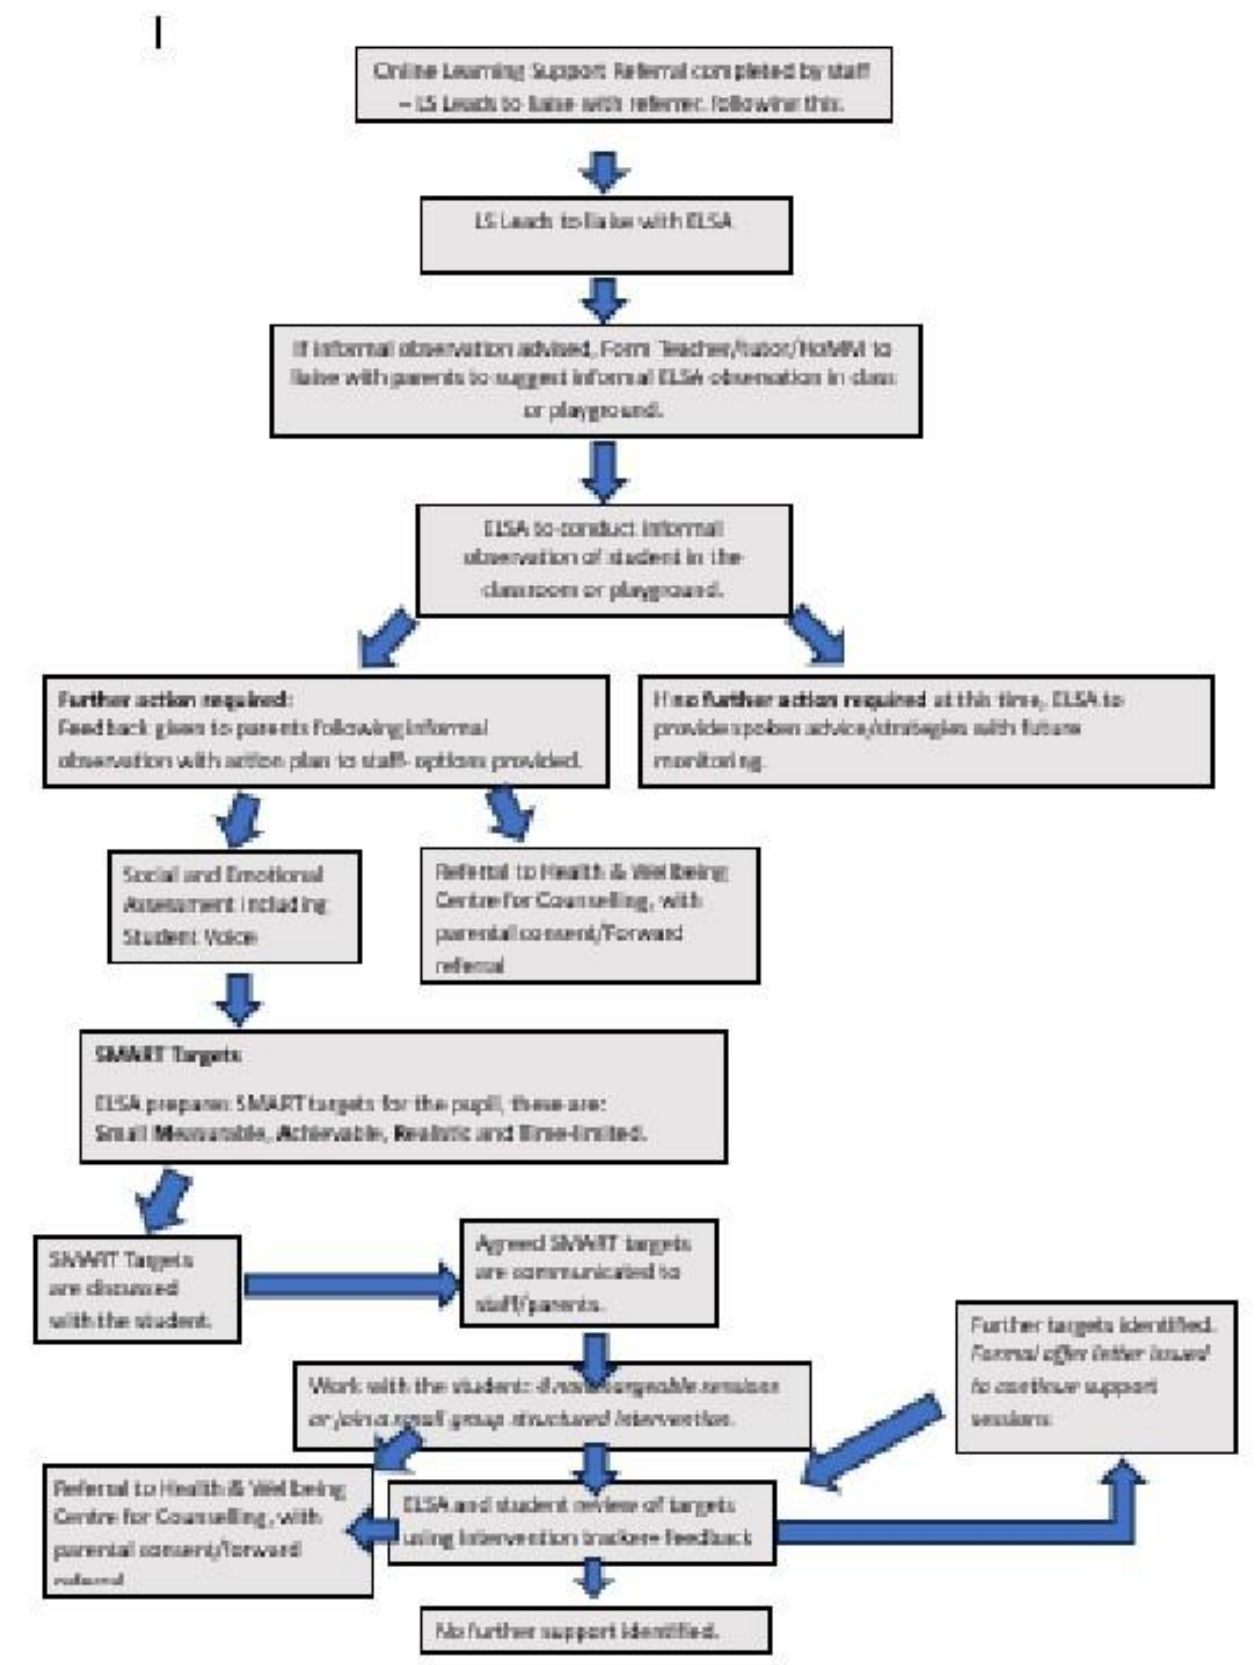 Online Learning Support Referral completed by staff
– LS Leads to liaise with referrer, following this.
LS Leads to liaise with ELSA
If informal observation advised, Form Teacher/tutor/HoMM to
liaise with parents to suggest informal ELSA observation in class
or playground.
ELSA to conduct informal
observation of student in the
classroom or playground.
Further action required:
Feedback given to parents following informal
observation with action plan to staff- options provided.
If no further action required at this time, ELSA to
provide spoken advice/strategies with future
monitoring.
Social and Emotional
Assessment including
Student Voice
Referral to Health & Wellbeing
Centre for Counselling, with
parental consent/Forward
referral
SMART Targets
ELSA prepares SMART targets for the pupil, these are:
Small Measurable, Achievable, Realistic and Time-limited.
SMART Targets
are discussed
with the student.
Agreed SMART targets
are communicated to
staff/parents.
Further targets identified.
Formal offer letter issued
to continue support
sessions
Work with the student: sessions
or join a small group structured intervention.
Referral to Health & Wellbeing
Centre for Counselling, with
parental consent/forward
referral
ELSA and student review of targets
using intervention tracker+ feedback
No further support identified.